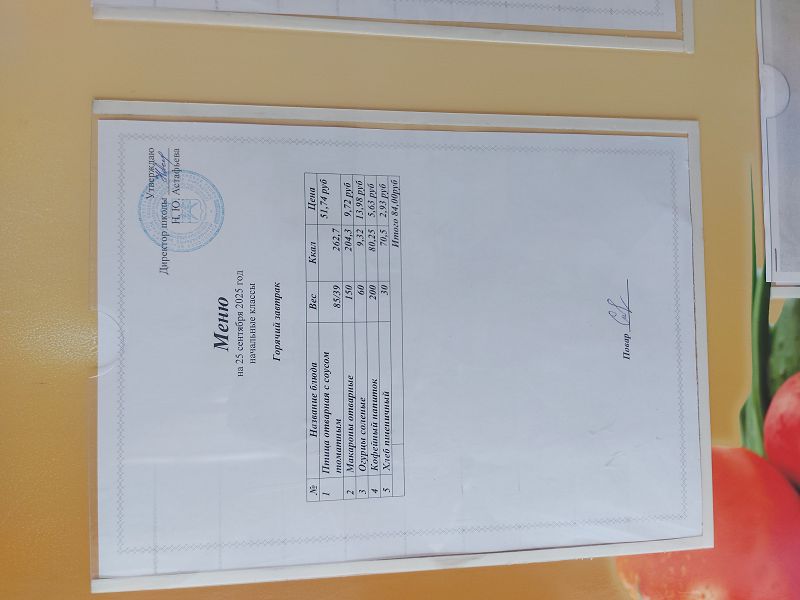 Утверждаю
Директор школы
Н. Ю. Астафьева
Меню
на 25 сентября 2025 год
начальные классы
Горячий завтрак
№ Название блюда Вес Ккал Цена
1 Птица отварная с соусом томатным 85/39 262,7 51,74 руб
2 Макароны отварные 150 204,3 9,72 руб
3 Огурцы соленые 60 9,32 13,98 руб
4 Кофейный напиток 200 80,25 5,63 руб
5 Хлеб пшеничный 30 70,5 2,93 руб
Итого 84,00руб
Повар